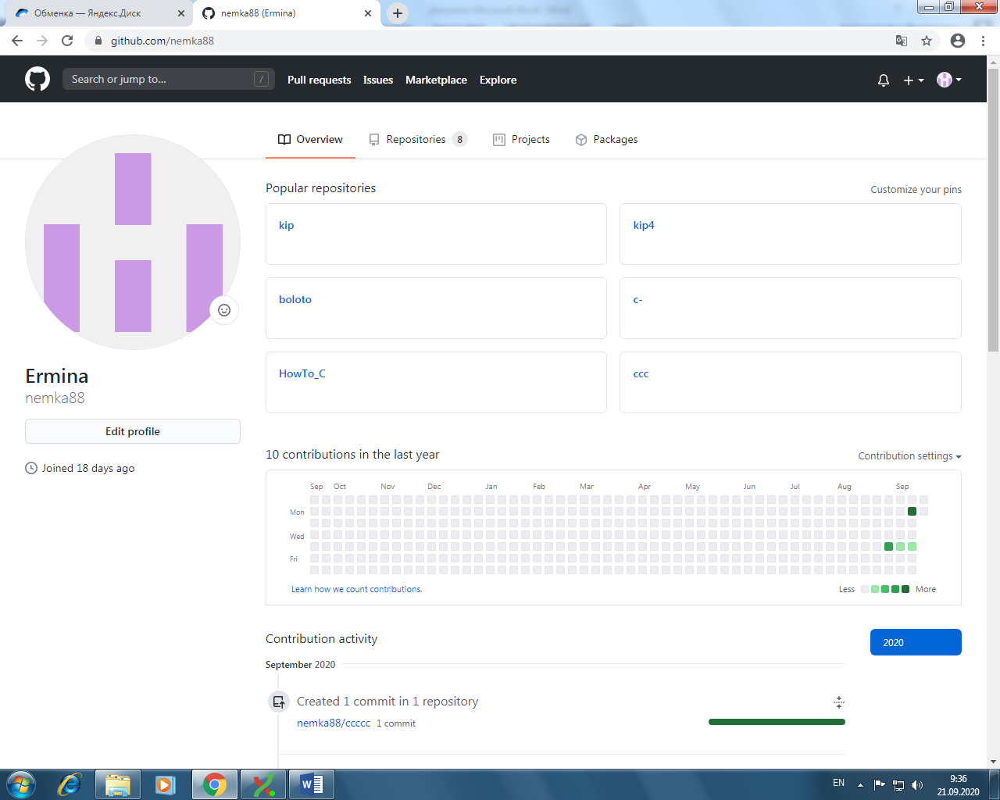 Обменка — Яндекс.Диск
nemka88 (Ermina)
github.com/nemka88
Search or jump to...
/
Pull requests
Issues
Marketplace
Explore
Overview
Repositories 8
Projects
Packages
Popular repositories
Customize your pins
kip
kip4
boloto
c-
HowTo_C
ccc
Ermina
nemka88
Edit profile
Joined 18 days ago
10 contributions in the last year
Contribution settings
Sep Oct Nov Dec Jan Feb Mar Apr May Jun Jul Aug Sep
Mon
Wed
Fri
Learn how we count contributions.
Less
More
Contribution activity
2020
September 2020
Created 1 commit in 1 repository
nemka88/ccccc 1 commit
EN
9:36
21.09.2020